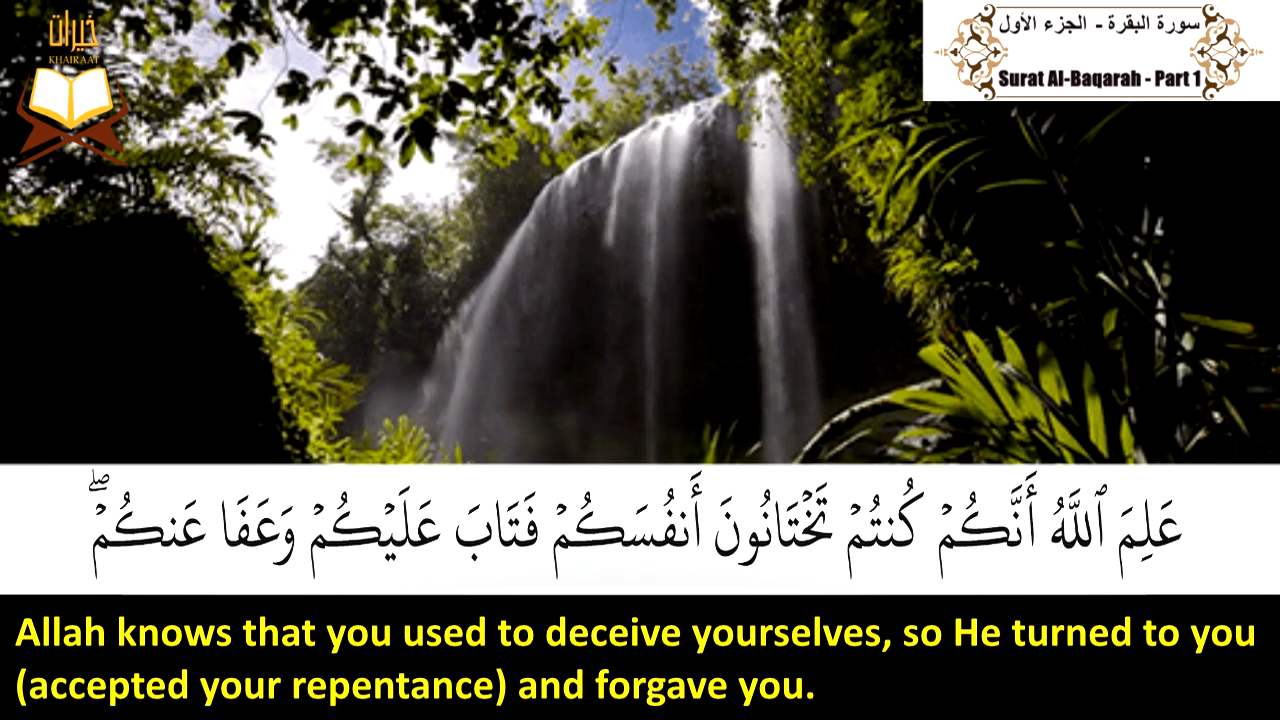 خيرات
KHAIRAAT
سورة البقرة - الجزء الأول
Surat Al-Baqarah - Part 1
عَلِمَ ٱللَّهُ أَنَّكُمۡ كُنتُمۡ تَخۡتَانُونَ أَنفُسَكُمۡ فَتَابَ عَلَيۡكُمۡ وَعَفَا عَنكُمۡۖ
Allah knows that you used to deceive yourselves, so He turned to you
(accepted your repentance) and forgave you.